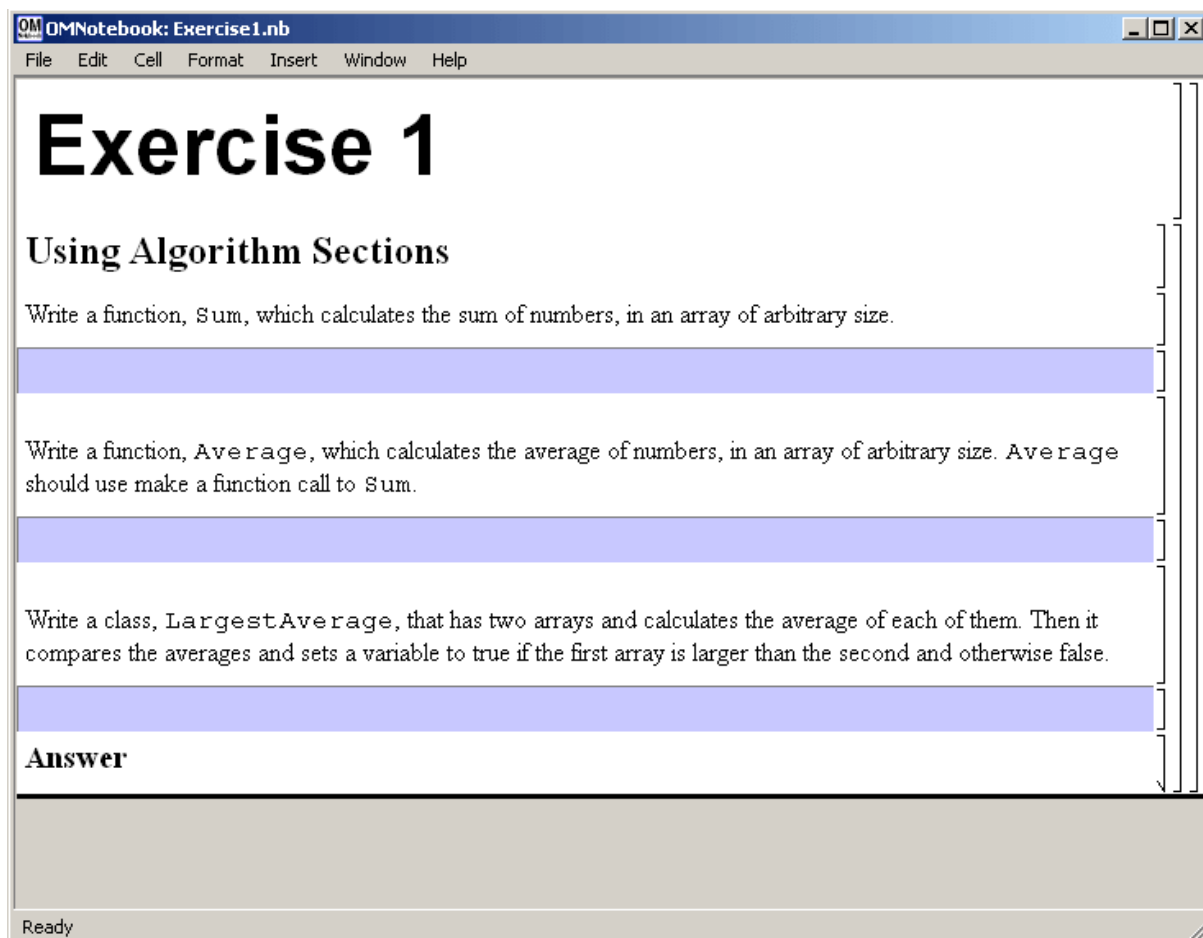 OMNotebook: Exercise1.nb
File Edit Cell Format Insert Window Help
Exercise 1
Using Algorithm Sections
Write a function, Sum, which calculates the sum of numbers, in an array of arbitrary size.
Write a function, Average, which calculates the average of numbers, in an array of arbitrary size. Average
should use make a function call to Sum.
Write a class, LargestAverage, that has two arrays and calculates the average of each of them. Then it
compares the averages and sets a variable to true if the first array is larger than the second and otherwise false.
Answer
Ready